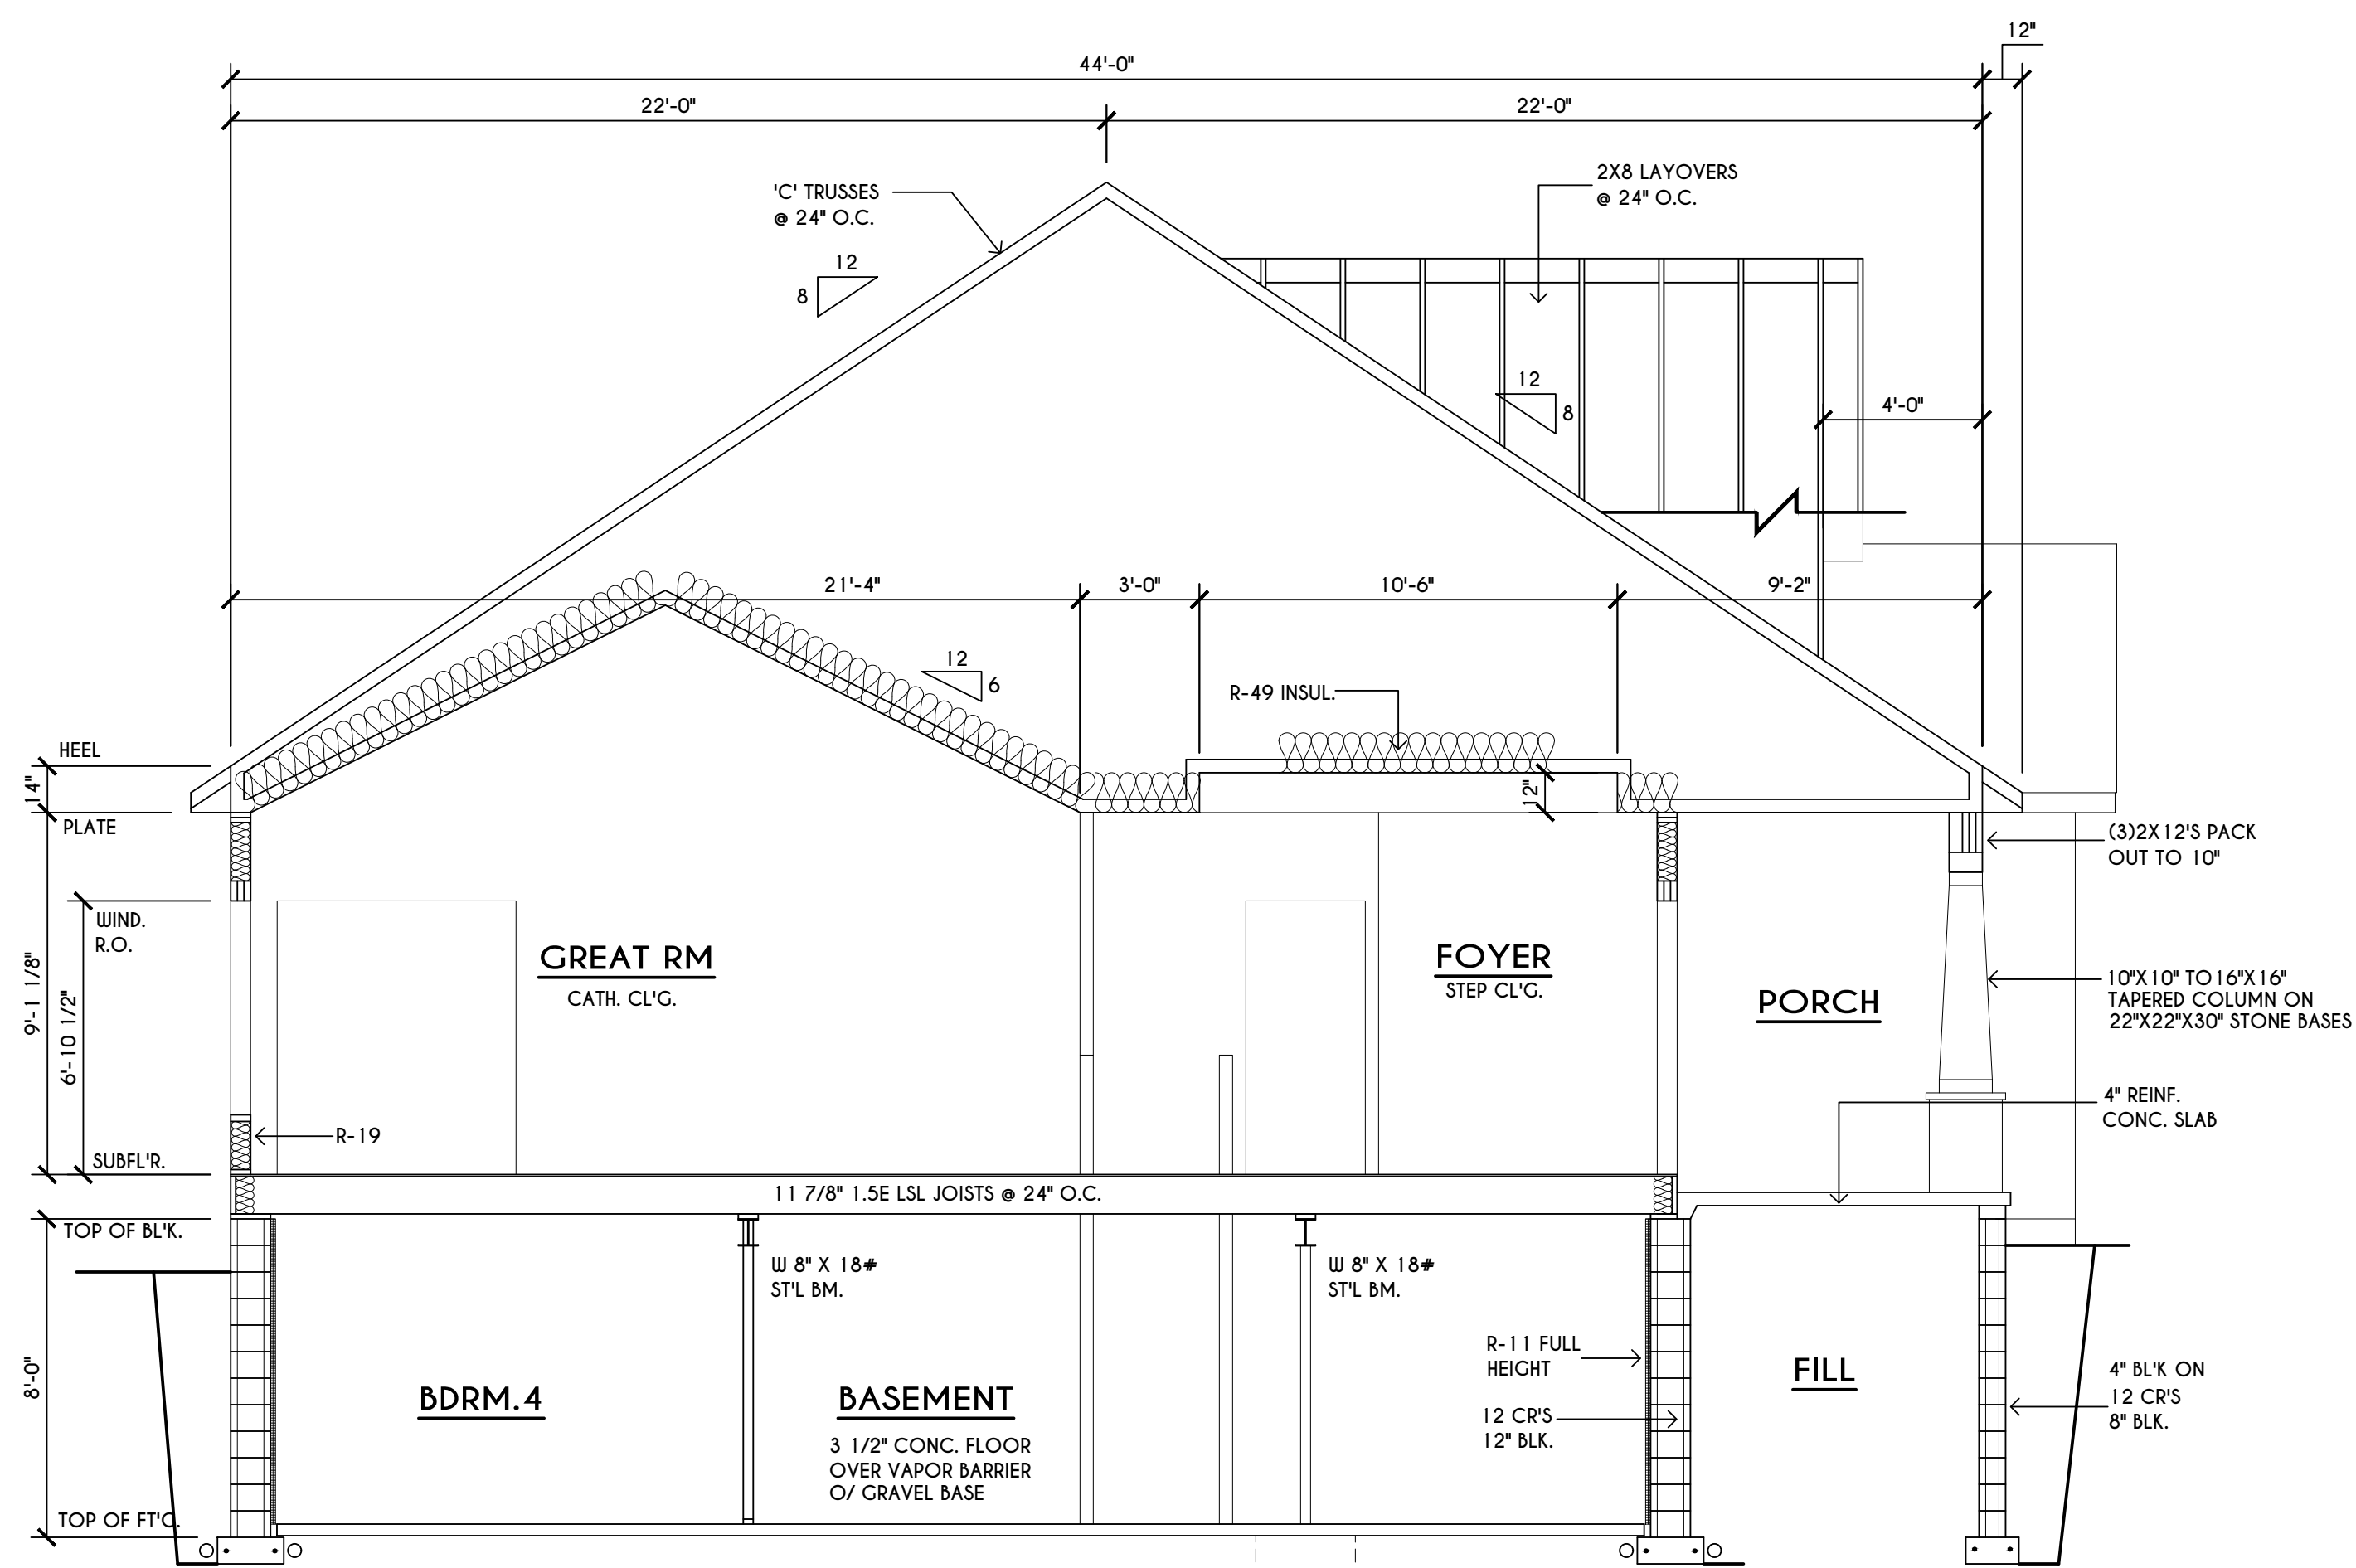 12"
44'-0"
22'-0"
22'-0"
'C' TRUSSES
@ 24" O.C.
2X8 LAYOVERS
@ 24" O.C.
12
8
12
8
4'-0"
21'-4"
3'-0"
10'-6"
9'-2"
12
6
R-49 INSUL.
HEEL
14"
12"
PLATE
(3)2X12'S PACK
OUT TO 10"
WIND.
R.O.
9'-1 1/8"
6'-10 1/2"
GREAT RM
CATH. CL'G.
FOYER
STEP CL'G.
PORCH
10"X10" TO16"X16"
TAPERED COLUMN ON
22"X22"X30" STONE BASES
4" REINF.
CONC. SLAB
R-19
SUBFL'R.
11 7/8" 1.5E LSL JOISTS @ 24" O.C.
TOP OF BL'K.
W 8" X 18#
ST'L BM.
W 8" X 18#
ST'L BM.
8'-0"
R-11 FULL
HEIGHT
FILL
4" BL'K ON
12 CR'S
8" BLK.
BDRM.4
BASEMENT
3 1/2" CONC. FLOOR
OVER VAPOR BARRIER
O/ GRAVEL BASE
12 CR'S
12" BLK.
TOP OF FT'G.